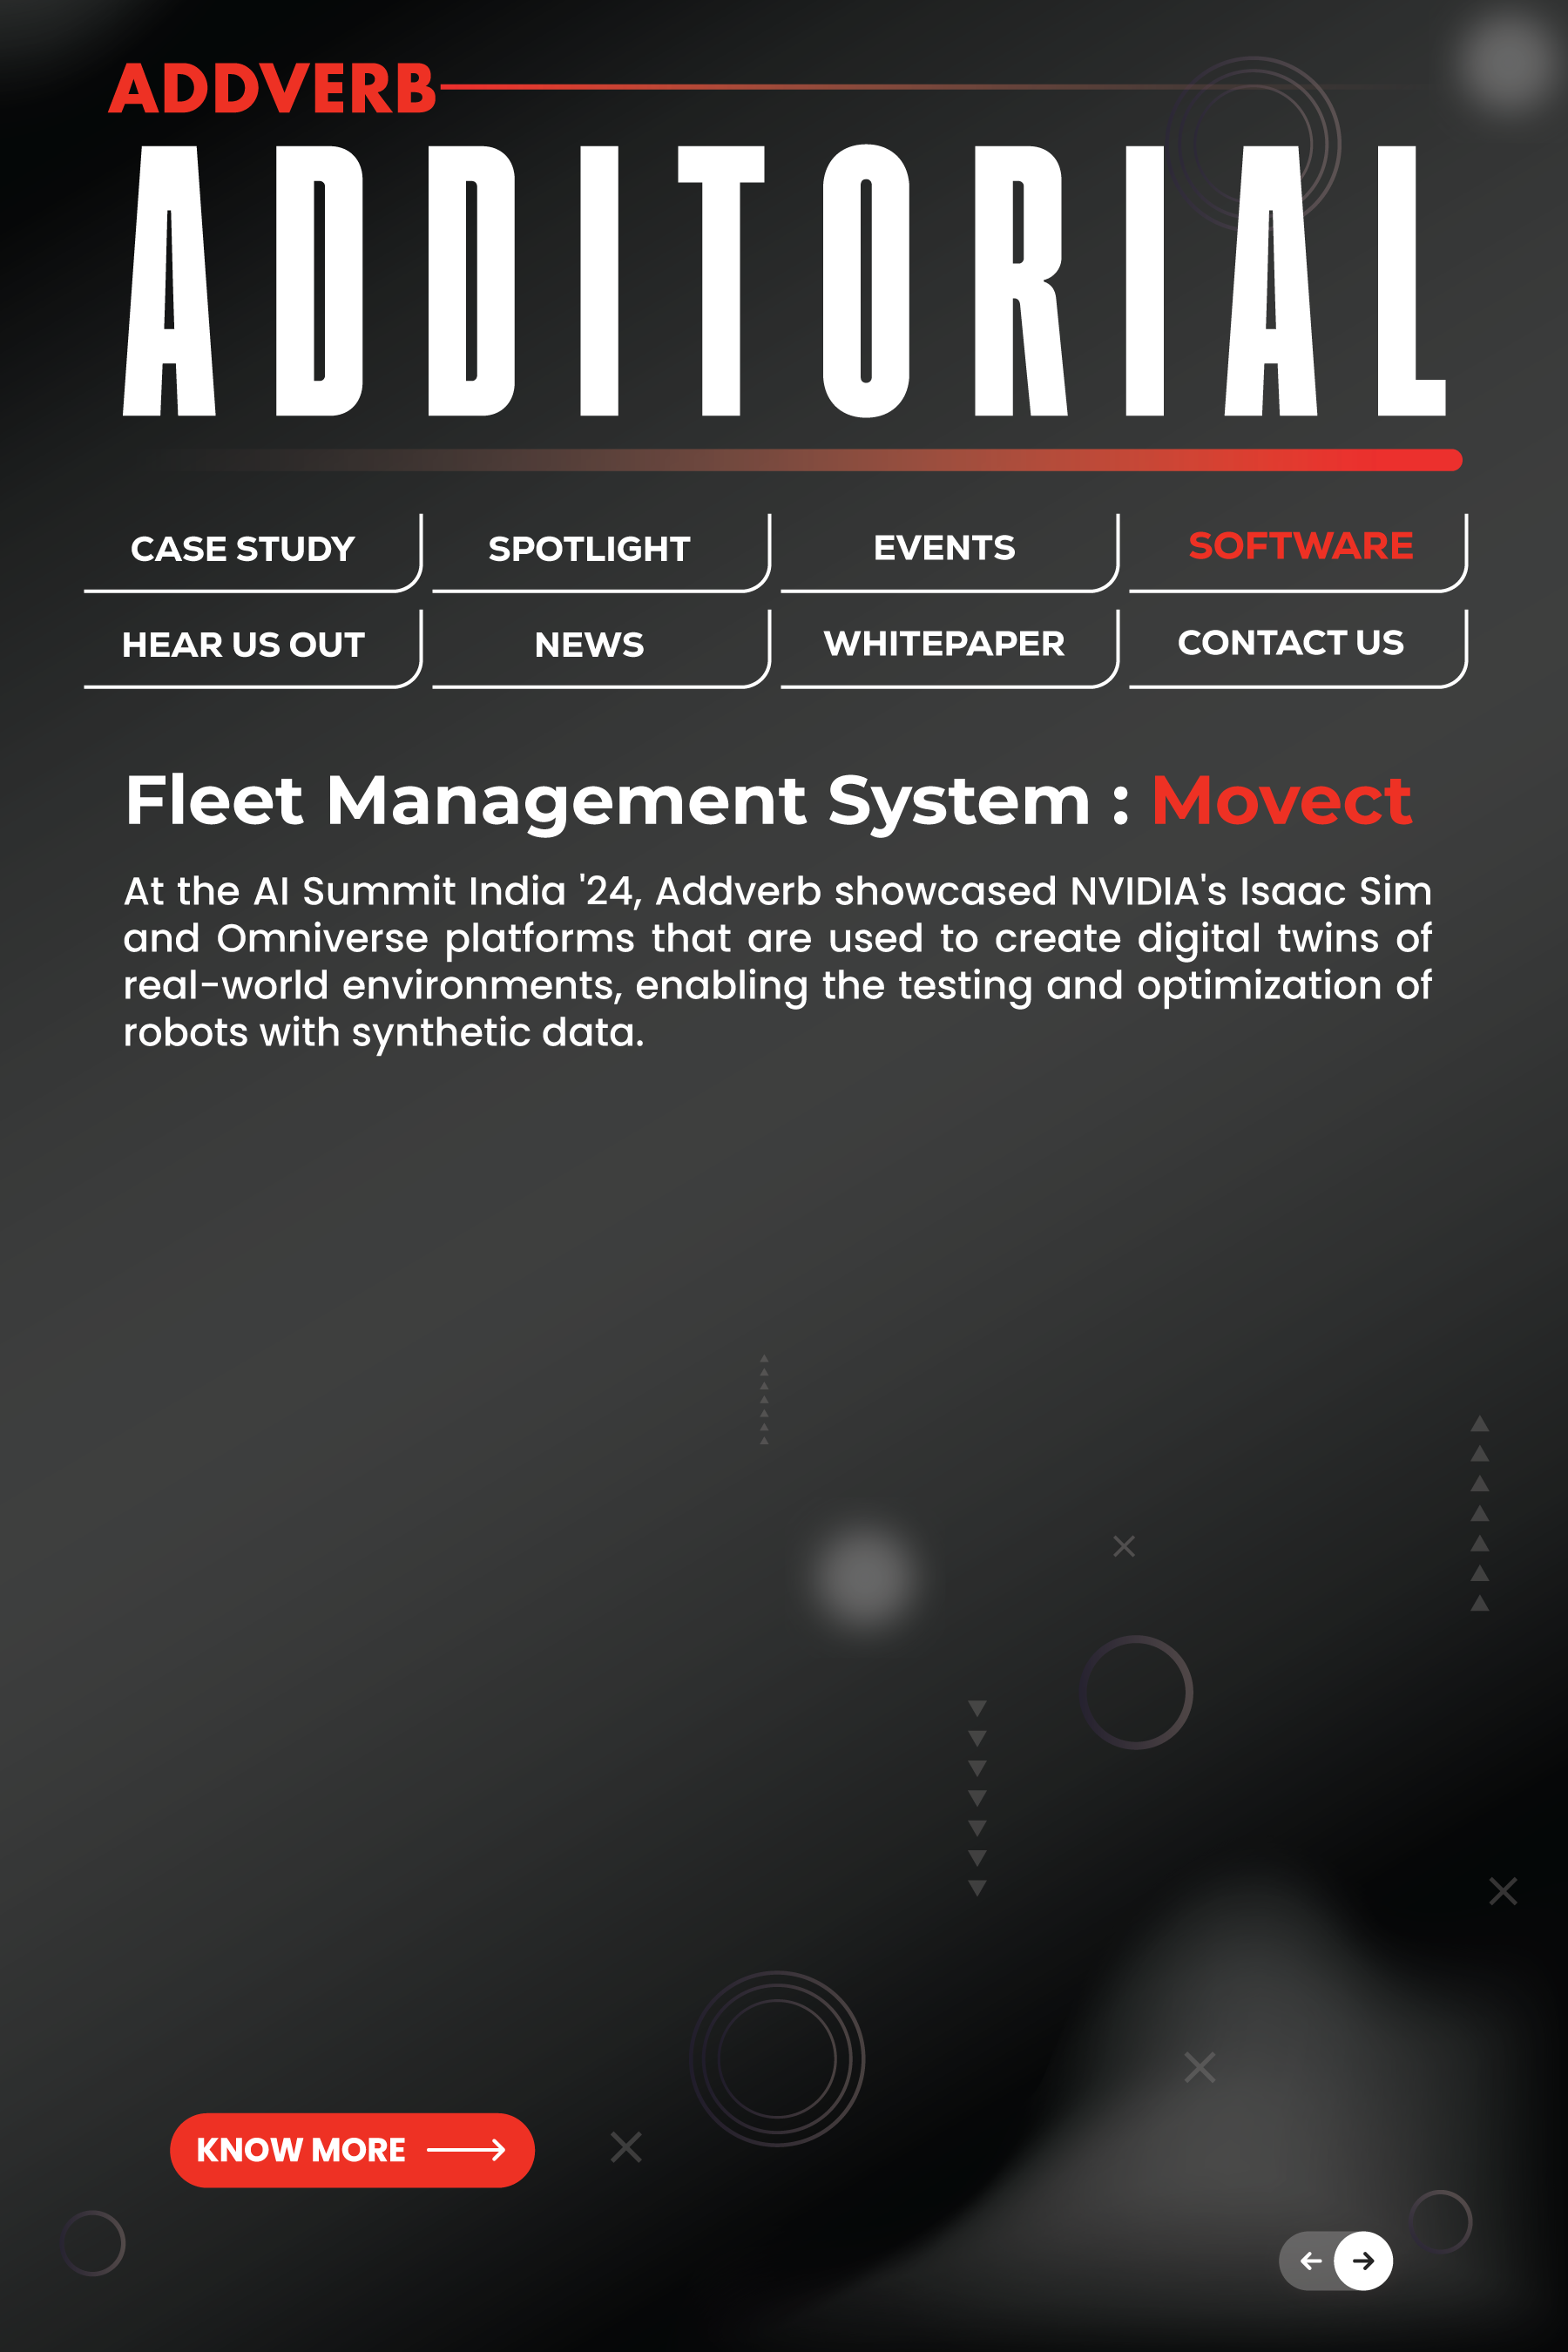 ADDVERB
ADDITORIAL
CASE STUDY
SPOTLIGHT
EVENTS
SOFTWARE
HEAR US OUT
NEWS
WHITEPAPER
CONTACT US
Fleet Management System : Movect
At the AI Summit India '24, Addverb showcased NVIDIA's Isaac Sim
and Omniverse platforms that are used to create digital twins of
real-world environments, enabling the testing and optimization of
robots with synthetic data.
KNOW MORE